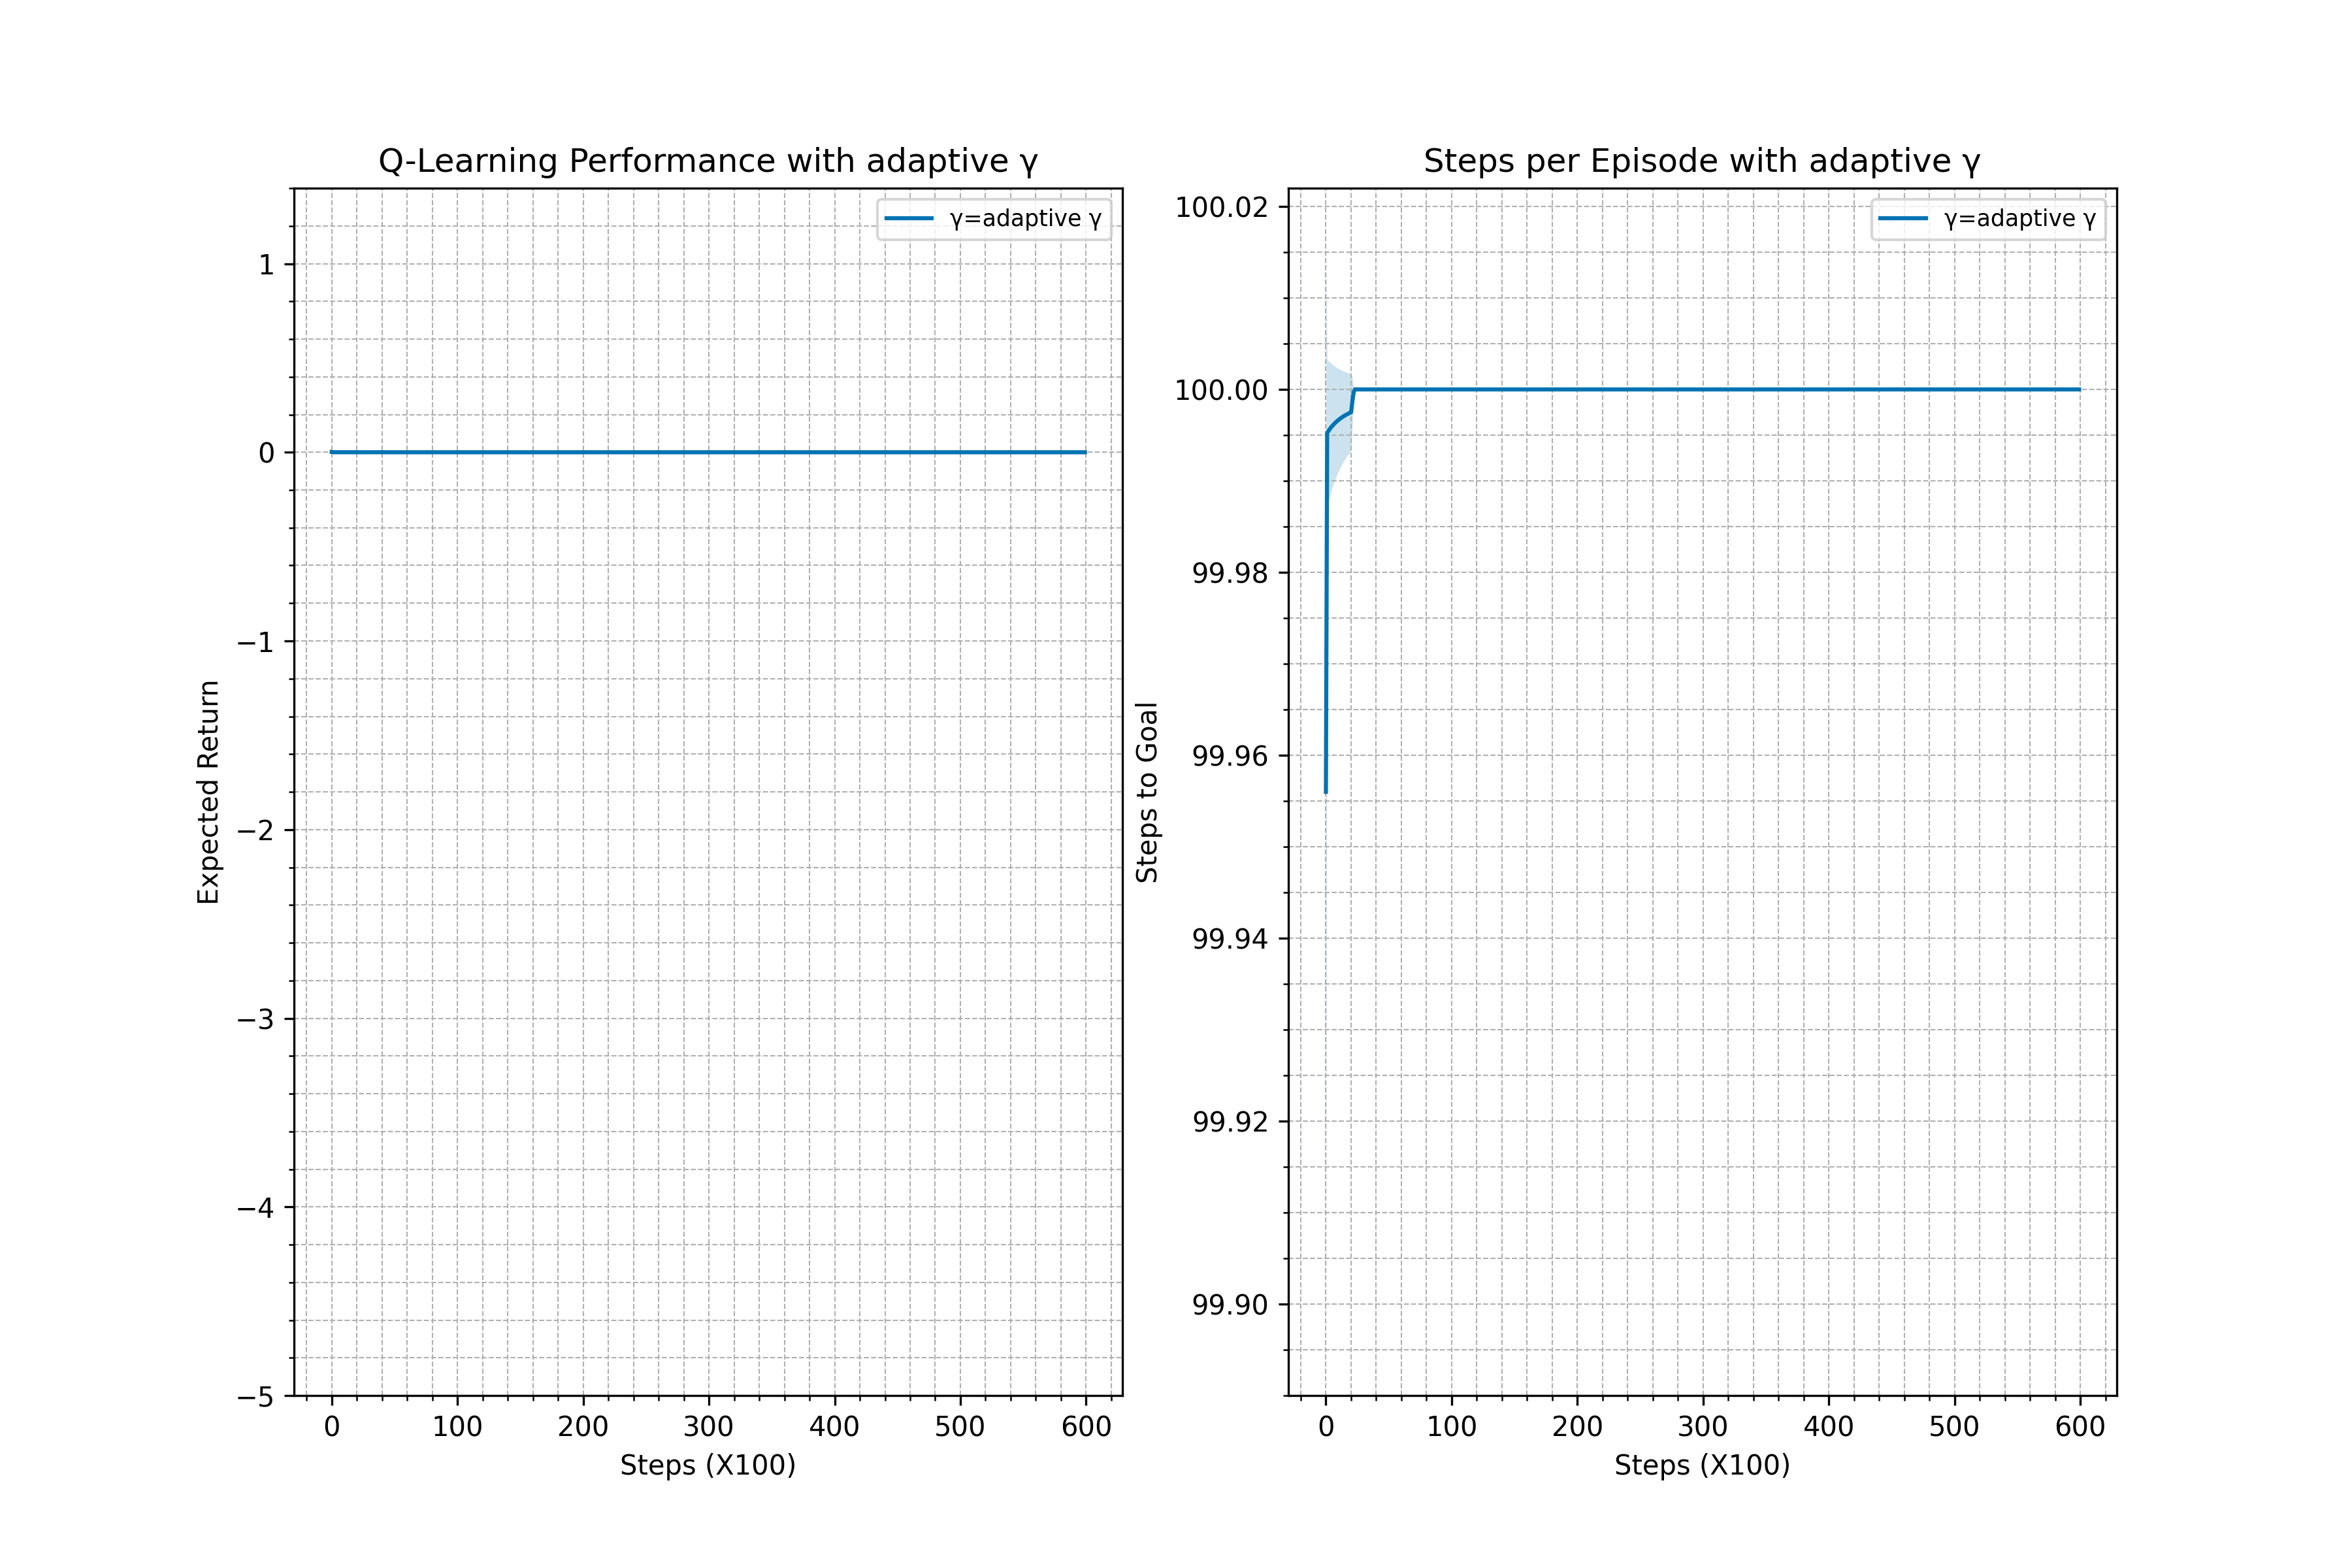 Q-Learning Performance with adaptive γ
γ=adaptive γ
1
0
−1
−2
−3
−4
−5
Expected Return
0 100 200 300 400 500 600
Steps (X100)
Steps per Episode with adaptive γ
γ=adaptive γ
100.02
100.00
99.98
99.96
99.94
99.92
99.90
Steps to Goal
0 100 200 300 400 500 600
Steps (X100)